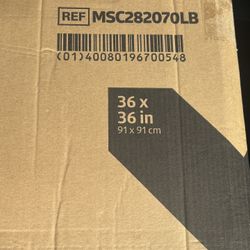 REF MSC282070LB
(01)40080196700548
36 x
36 in
91 x 91 cm